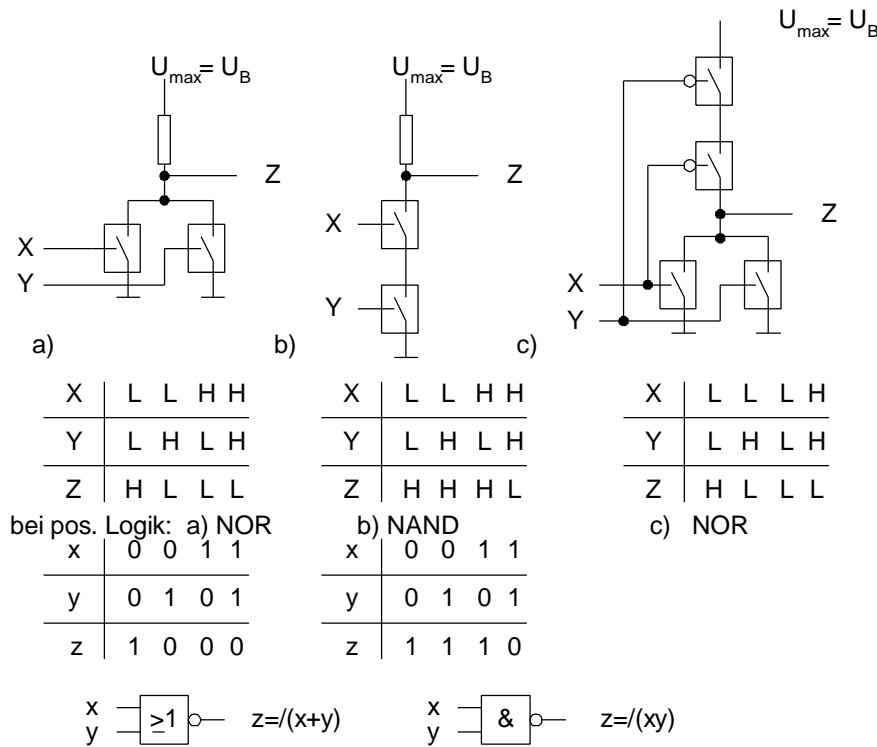 U_max= U_B
U_max= U_B
U_max= U_B
Z
Z
Z
X
Y
X
Y
X
Y
a)
b)
c)
X L L H H
Y L H L H
Z H L L L
X L L H H
Y L H L H
Z H H H L
X L L L H
Y L H L H
Z H L L L
bei pos. Logik: a) NOR
b) NAND
c) NOR
x 0 0 1 1
y 0 1 0 1
z 1 0 0 0
x 0 0 1 1
y 0 1 0 1
z 1 1 1 0
x
y
≥1
z=/(x+y)
x
y
&
z=/(xy)